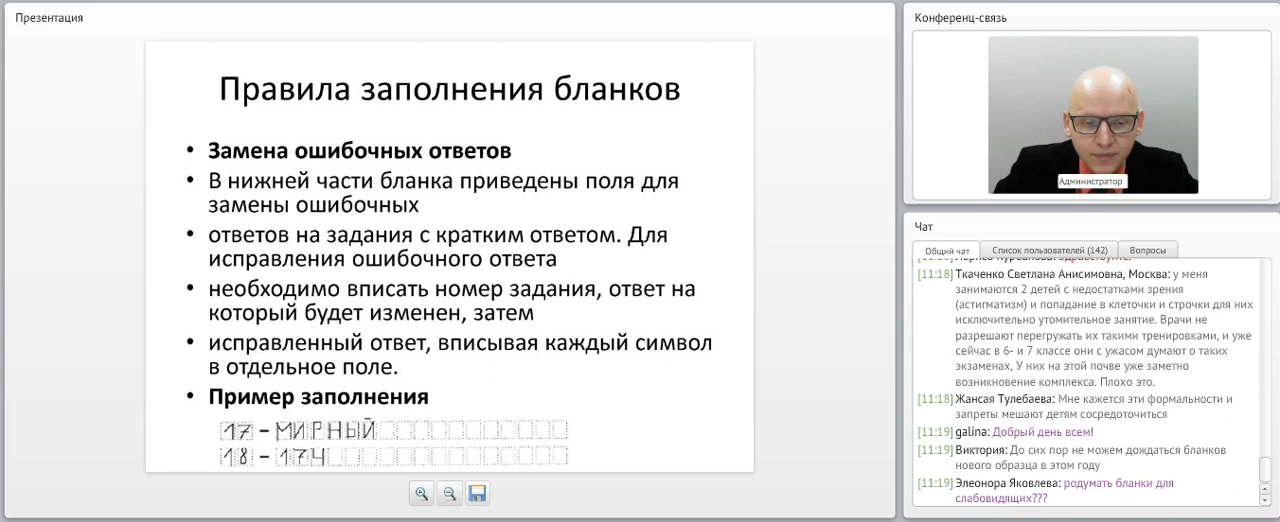 Презентация
Правила заполнения бланков
• Замена ошибочных ответов
• В нижней части бланка приведены поля для
замены ошибочных
• ответов на задания с кратким ответом. Для
исправления ошибочного ответа
• необходимо вписать номер задания, ответ на
который будет изменен, затем
• исправленный ответ, вписывая каждый символ
в отдельное поле.
• Пример заполнения
17 – МИРНЫЙ
18 – 174
Конференц-связь
Администратор
Чат
Общий чат
Список пользователей (142)
Вопросы
[11:18] Ткаченко Светлана Анисимовна, Москва: у меня
занимаются 2 детей с недостатками зрения
(астигматизм) и попадание в клеточки и строчки для них
исключительно утомительное занятие. Врачи не
разрешают перегружать их такими тренировками, и уже
сейчас в 6- и 7 классе они с ужасом думают о таких
экзаменах, У них на этой почве уже заметно
возникновение комплекса. Плохо это.
[11:18] Жансая Тулебаева: Мне кажется эти формальности и
запреты мешают детям сосредоточиться
[11:19] galina: Добрый день всем!
[11:19] Виктория: До сих пор не можем дождаться бланков
нового образца в этом году
[11:19] Элеонора Яковлева: родумать бланки для
слабовидящих???